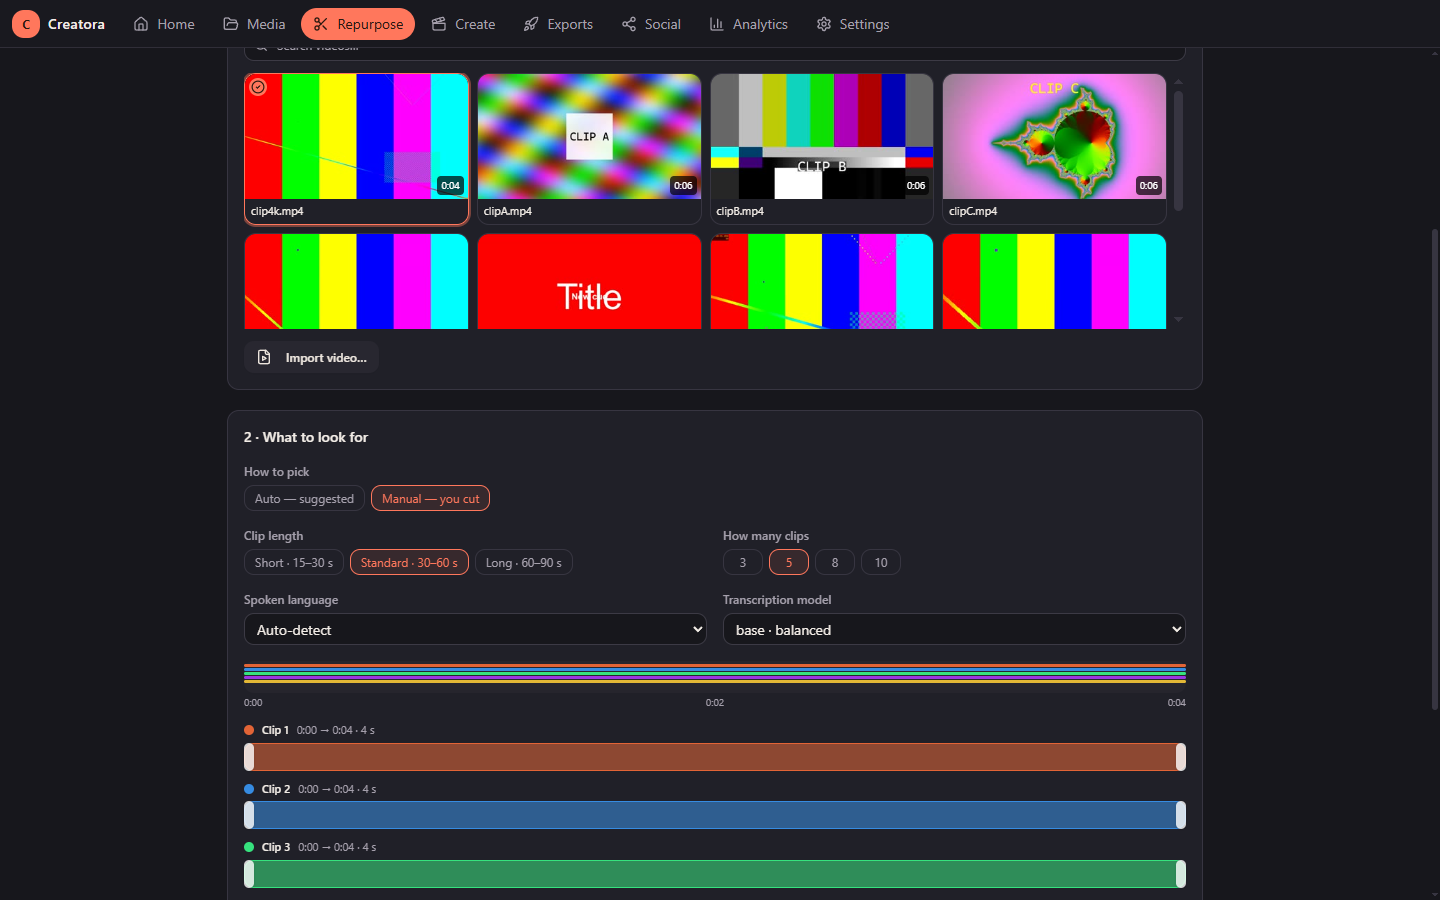 C Creatora Home Media Repurpose Create Exports Social Analytics Settings
Search videos...
CLIP A
CLIP B
CLIP C
0:04
0:06
0:06
0:06
clip4k.mp4
clipA.mp4
clipB.mp4
clipC.mp4
Title
Import video...
2 · What to look for
How to pick
Auto — suggested
Manual — you cut
Clip length
Short · 15–30 s
Standard · 30–60 s
Long · 60–90 s
How many clips
3
5
8
10
Spoken language
Auto-detect
Transcription model
base · balanced
0:00
0:02
0:04
Clip 1 0:00 → 0:04 · 4 s
Clip 2 0:00 → 0:04 · 4 s
Clip 3 0:00 → 0:04 · 4 s